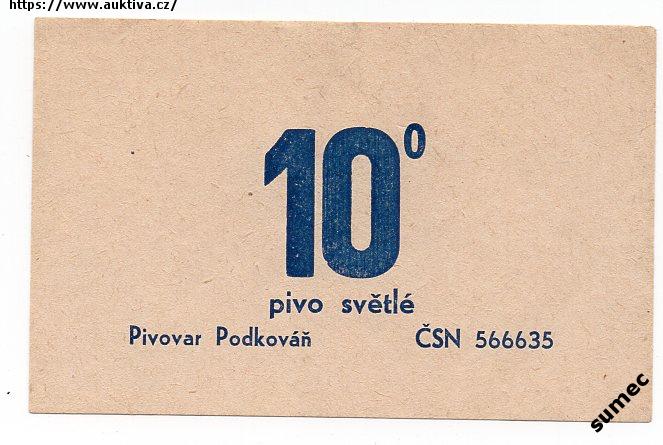 https://www.auktiva.cz/
10°
pivo světlé
Pivovar Podkováň ČSN 566635
sumec